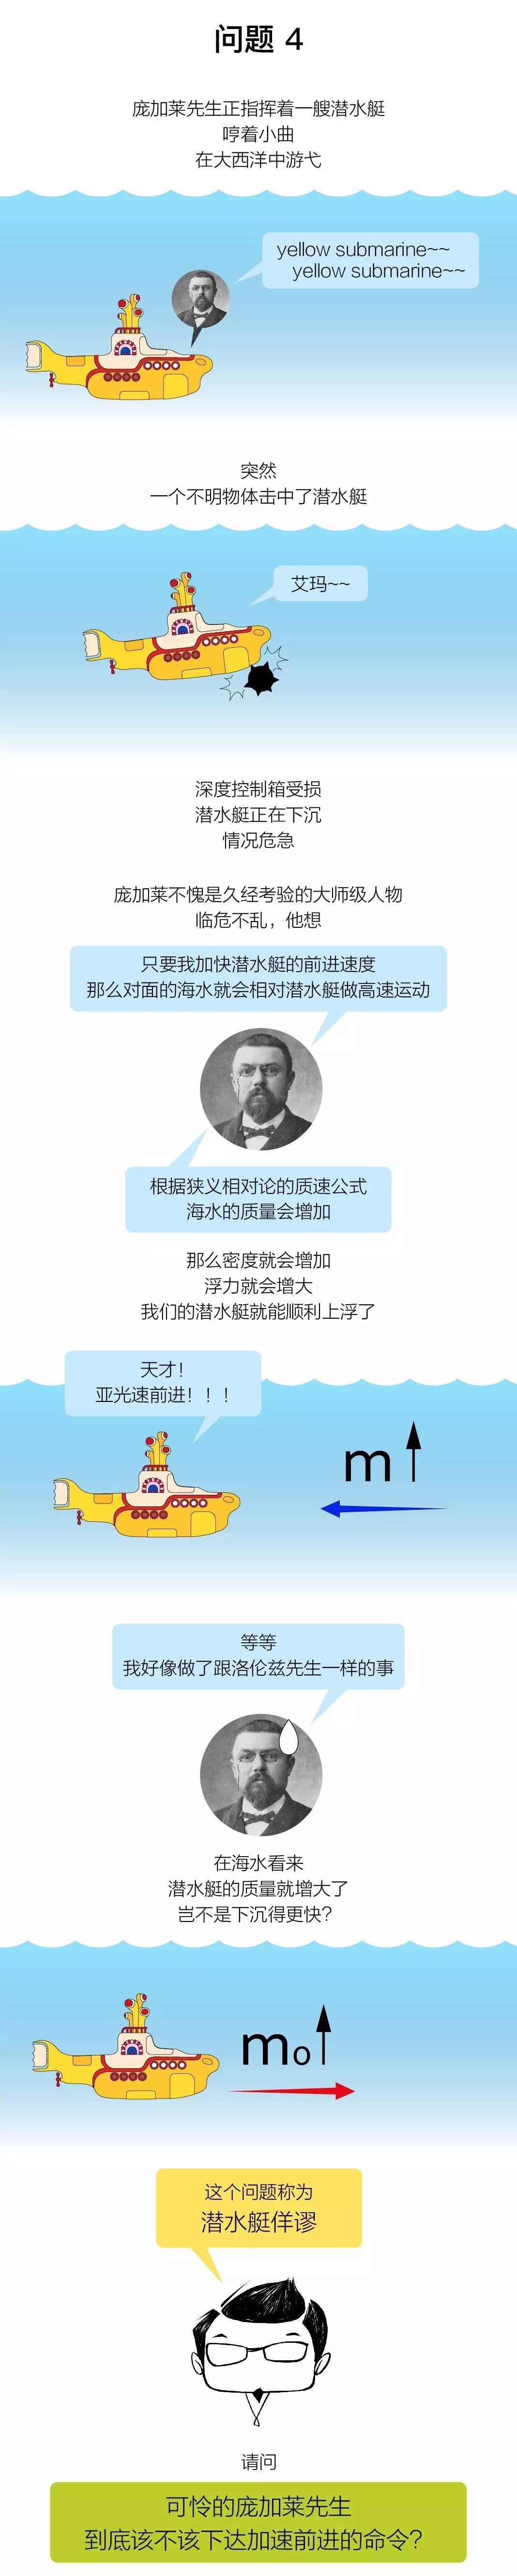 问题 4
庞加莱先生正指挥着一艘潜水艇
哼着小曲
在大西洋中游弋
yellow submarine~~
yellow submarine~~
突然
一个不明物体击中了潜水艇
艾玛~~
深度控制箱受损
潜水艇正在下沉
情况危急
庞加莱不愧是久经考验的大师级人物
临危不乱，他想
只要我加快潜水艇的前进速度
那么对面的海水就会相对潜水艇做高速运动
根据狭义相对论的质速公式
海水的质量会增加
那么密度就会增加
浮力就会增大
我们的潜水艇就能顺利上浮了
天才！
亚光速前进！！！
m
等等
我好像做了跟洛伦兹先生一样的事
在海水看来
潜水艇的质量就增大了
岂不是下沉得更快？
m₀
这个问题称为
潜水艇佯谬
请问
可怜的庞加莱先生
到底该不该下达加速前进的命令？